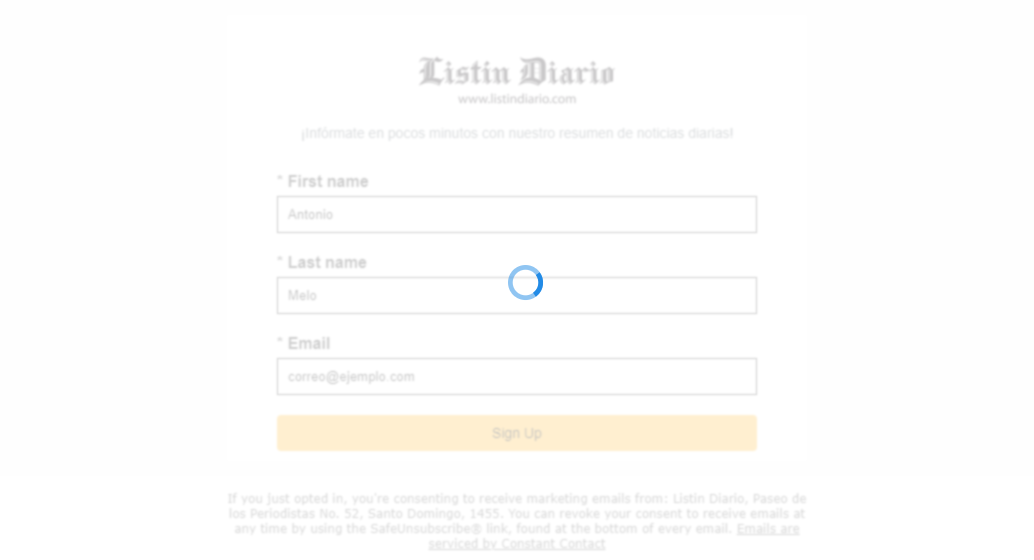 Listin Diario
www.listindiario.com
¡Infórmate en pocos minutos con nuestro resumen de noticias diarias!
* First name
Antonio
* Last name
Melo
* Email
correo@ejemplo.com
Sign Up
If you just opted in, you're consenting to receive marketing emails from: Listin Diario, Paseo de
los Periodistas No. 52, Santo Domingo, 1455. You can revoke your consent to receive emails at
any time by using the SafeUnsubscribe® link, found at the bottom of every email. Emails are
serviced by Constant Contact